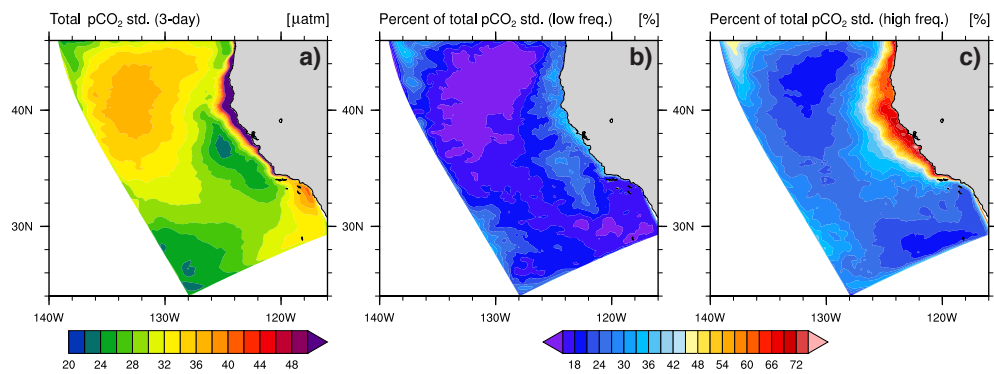 Total pCO₂ std. (3-day) [µatm]
Percent of total pCO₂ std. (low freq.) [%]
Percent of total pCO₂ std. (high freq.) [%]
a)
b)
c)
40N
30N
140W 130W 120W
40N
30N
140W 130W 120W
40N
30N
140W 130W 120W
20 24 28 32 36 40 44 48
18 24 30 36 42 48 54 60 66 72